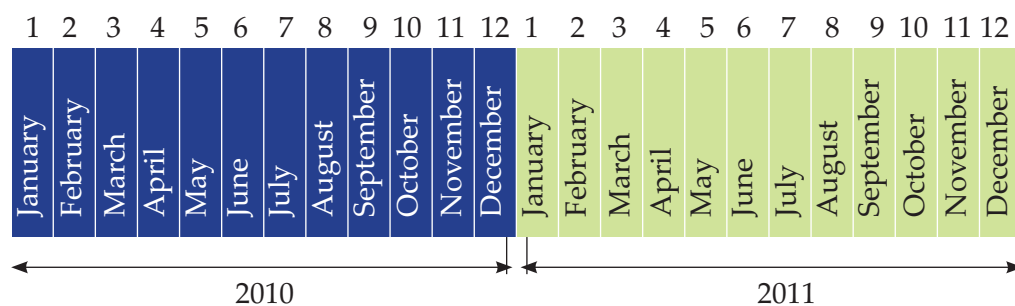 1 2 3 4 5 6 7 8 9 10 11 12 1 2 3 4 5 6 7 8 9 10 11 12
January February March April May June July August September October November December January February March April May June July August September October November December
2010 2011